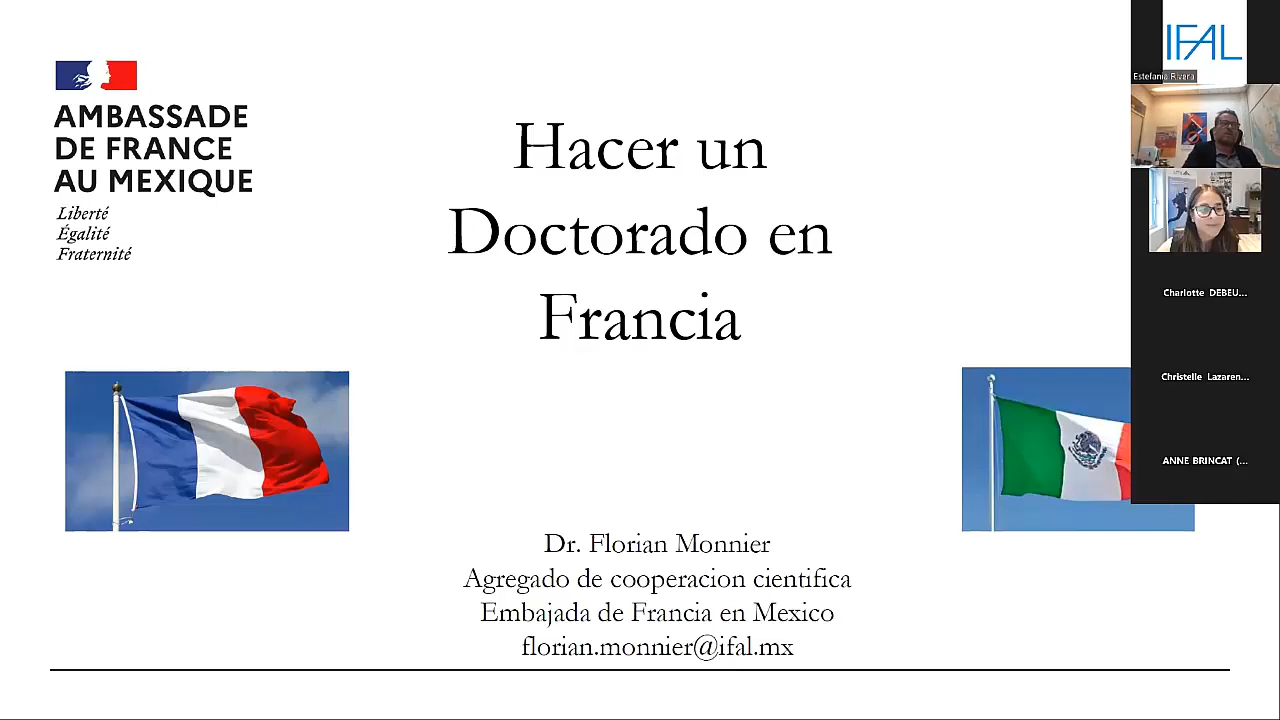 AMBASSADE
DE FRANCE
AU MEXIQUE
Liberté
Égalité
Fraternité
Hacer un
Doctorado en
Francia
Dr. Florian Monnier
Agregado de cooperacion cientifica
Embajada de Francia en Mexico
florian.monnier@ifal.mx
IFAL
Estefania Rivera
Charlotte DEBEU...
Christelle Lazaren...
ANNE BRINCAT (...